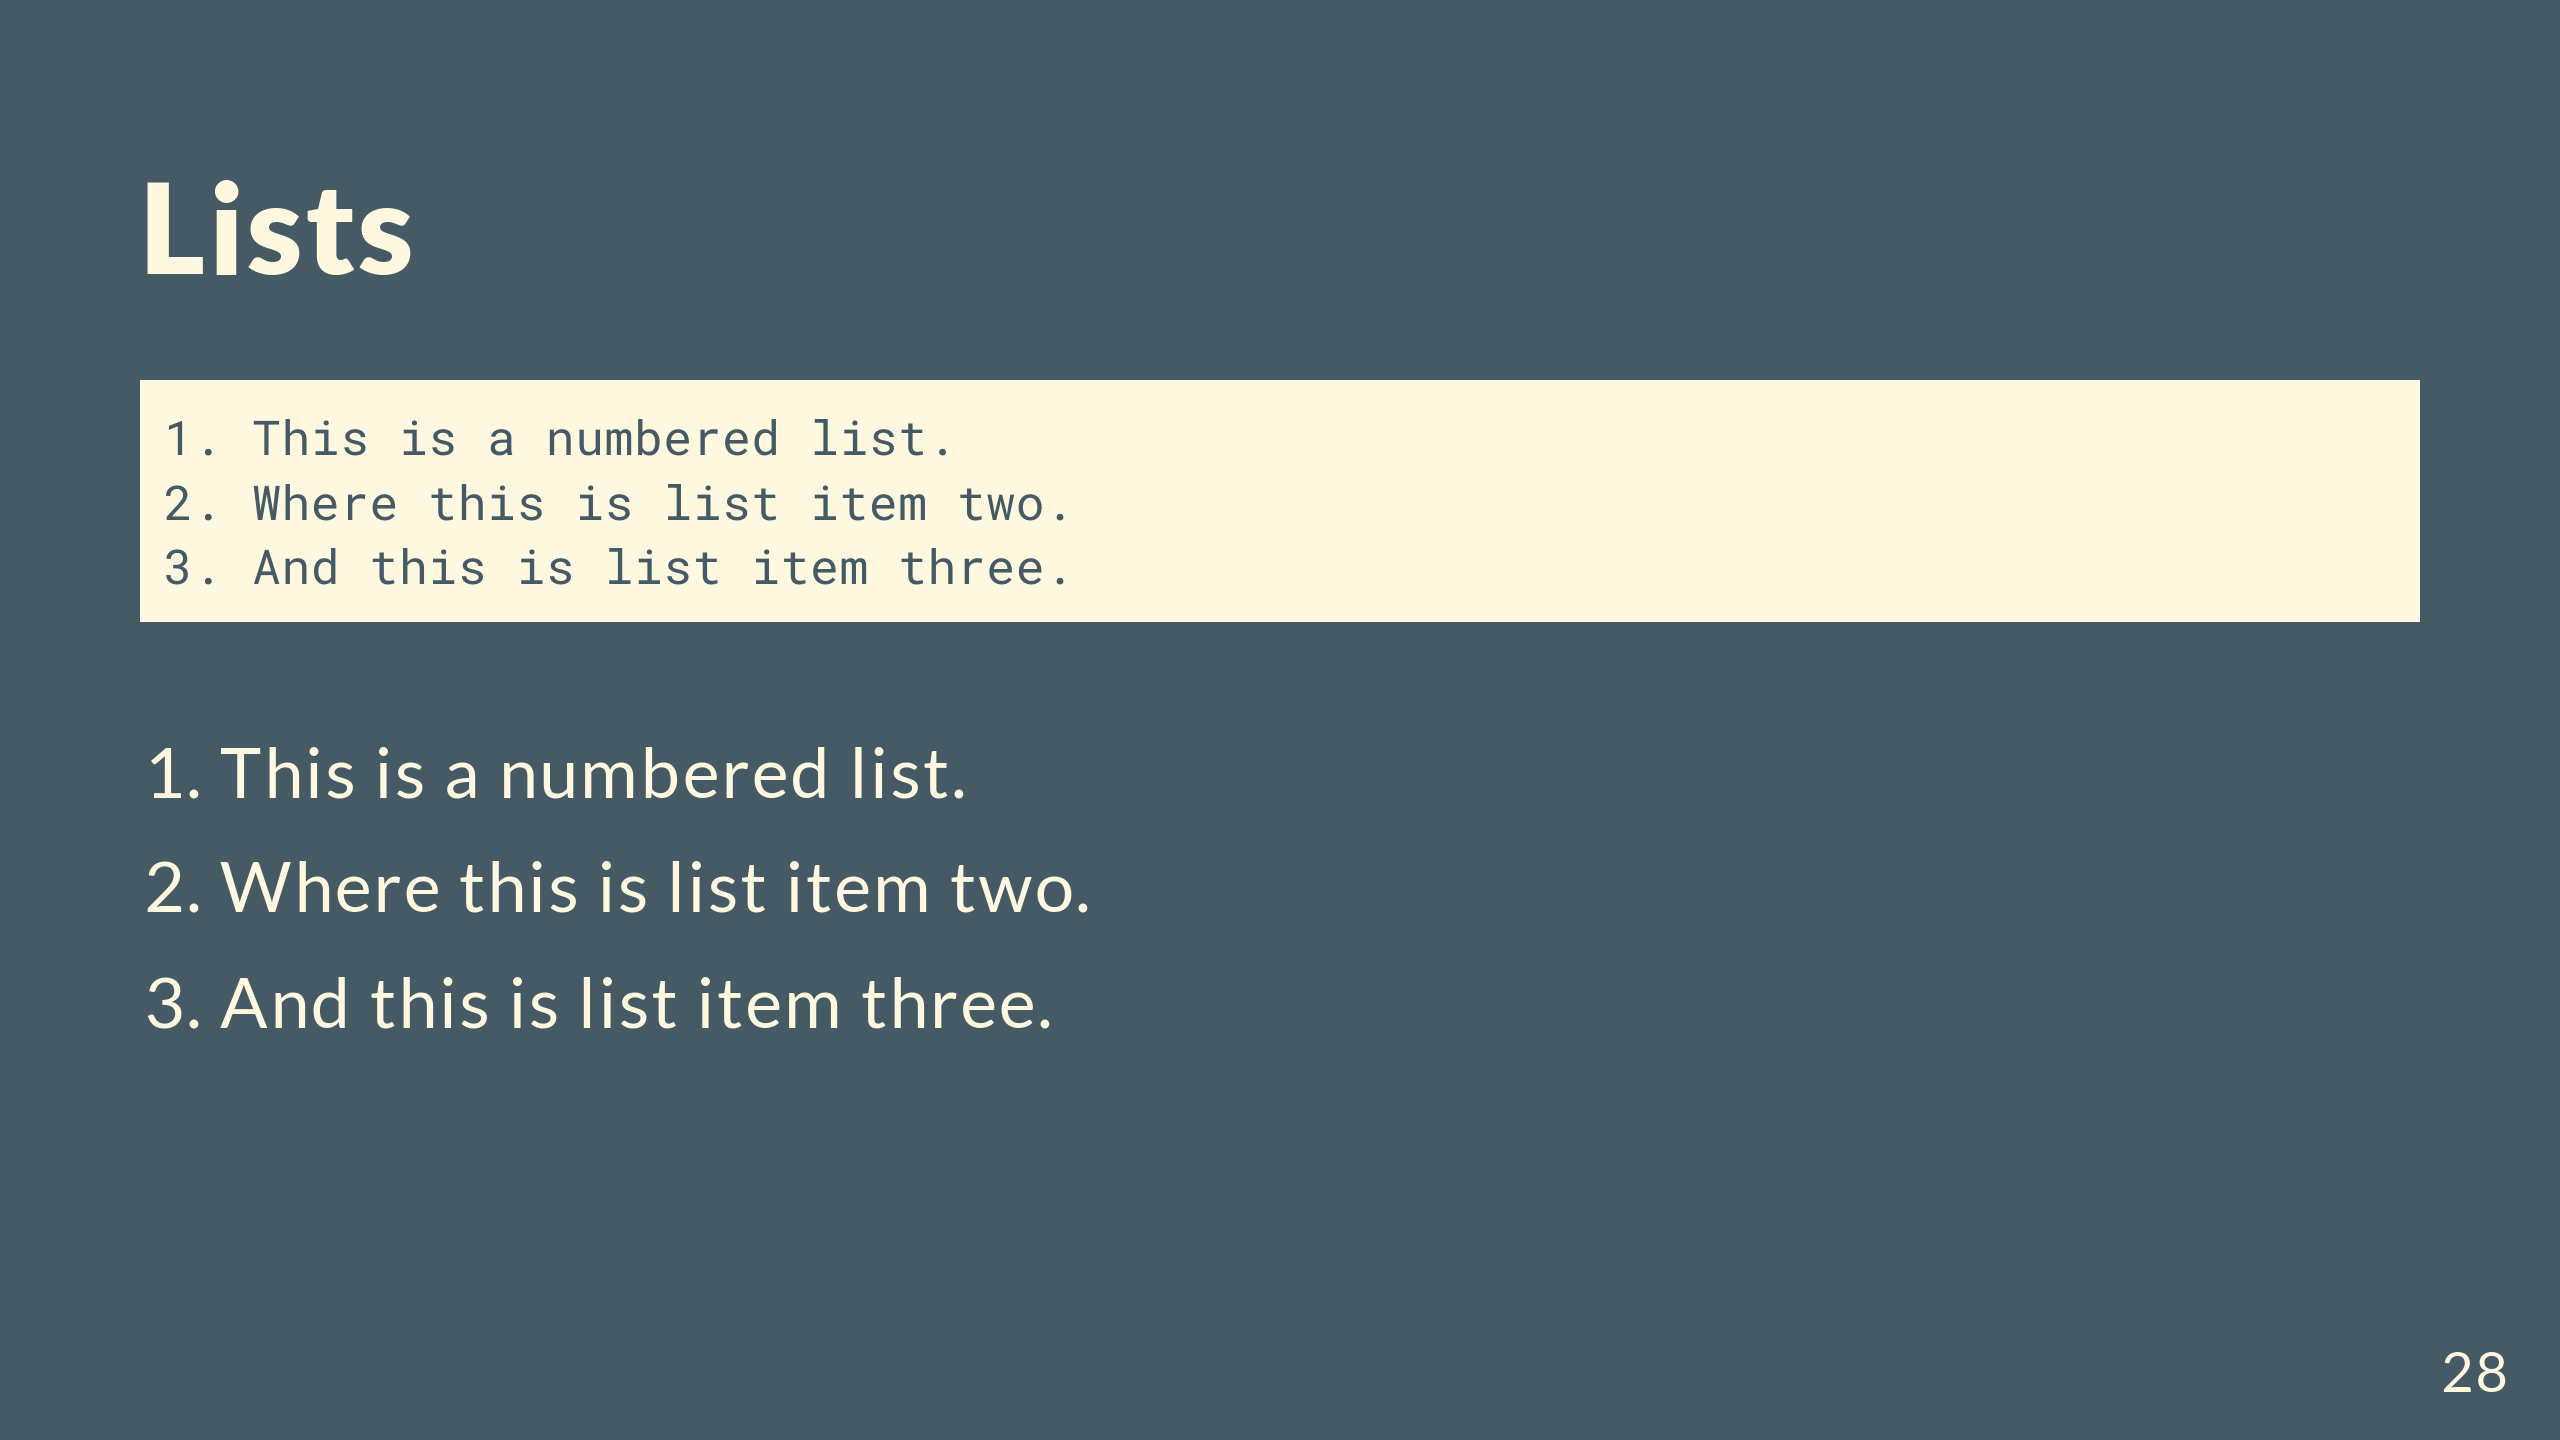 Lists
1. This is a numbered list.
2. Where this is list item two.
3. And this is list item three.
1. This is a numbered list.
2. Where this is list item two.
3. And this is list item three.
28